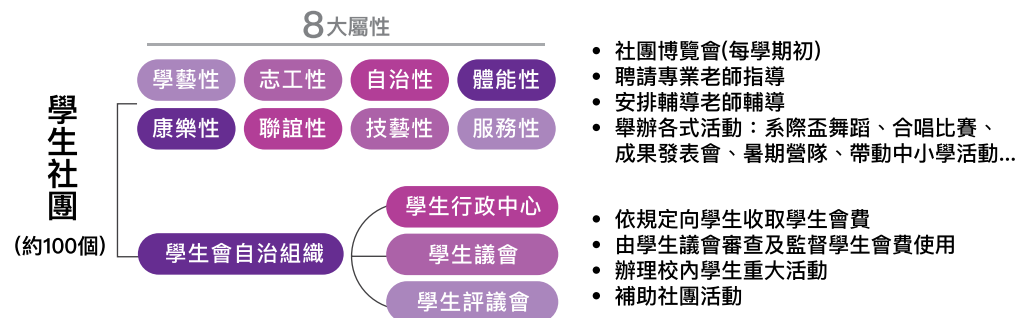 8大屬性
學藝性 志工性 自治性 體能性
康樂性 聯誼性 技藝性 服務性
• 社團博覽會(每學期初)
• 聘請專業老師指導
• 安排輔導老師輔導
• 舉辦各式活動：系際盃舞蹈、合唱比賽、
成果發表會、暑期營隊、帶動中小學活動...
學生社團
(約100個)
學生會自治組織
學生行政中心
學生議會
學生評議會
• 依規定向學生收取學生會費
• 由學生議會審查及監督學生會費使用
• 辦理校內學生重大活動
• 補助社團活動